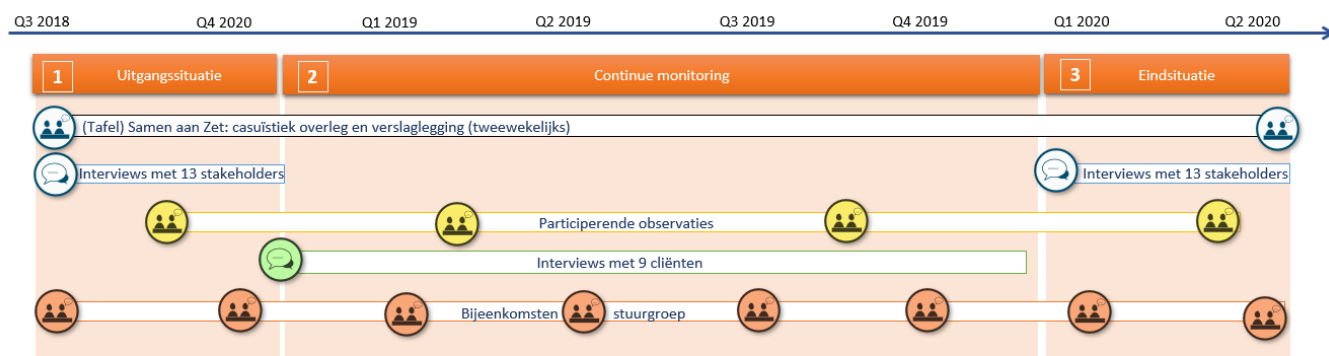 Q3 2018 Q4 2020 Q1 2019 Q2 2019 Q3 2019 Q4 2019 Q1 2020 Q2 2020
1 Uitgangssituatie 2 Continue monitoring 3 Eindsituatie
(Tafel) Samen aan Zet: casuïstiek overleg en verslaglegging (tweewekelijks)
Interviews met 13 stakeholders Interviews met 13 stakeholders
Participerende observaties
Interviews met 9 cliënten
Bijeenkomsten stuurgroep